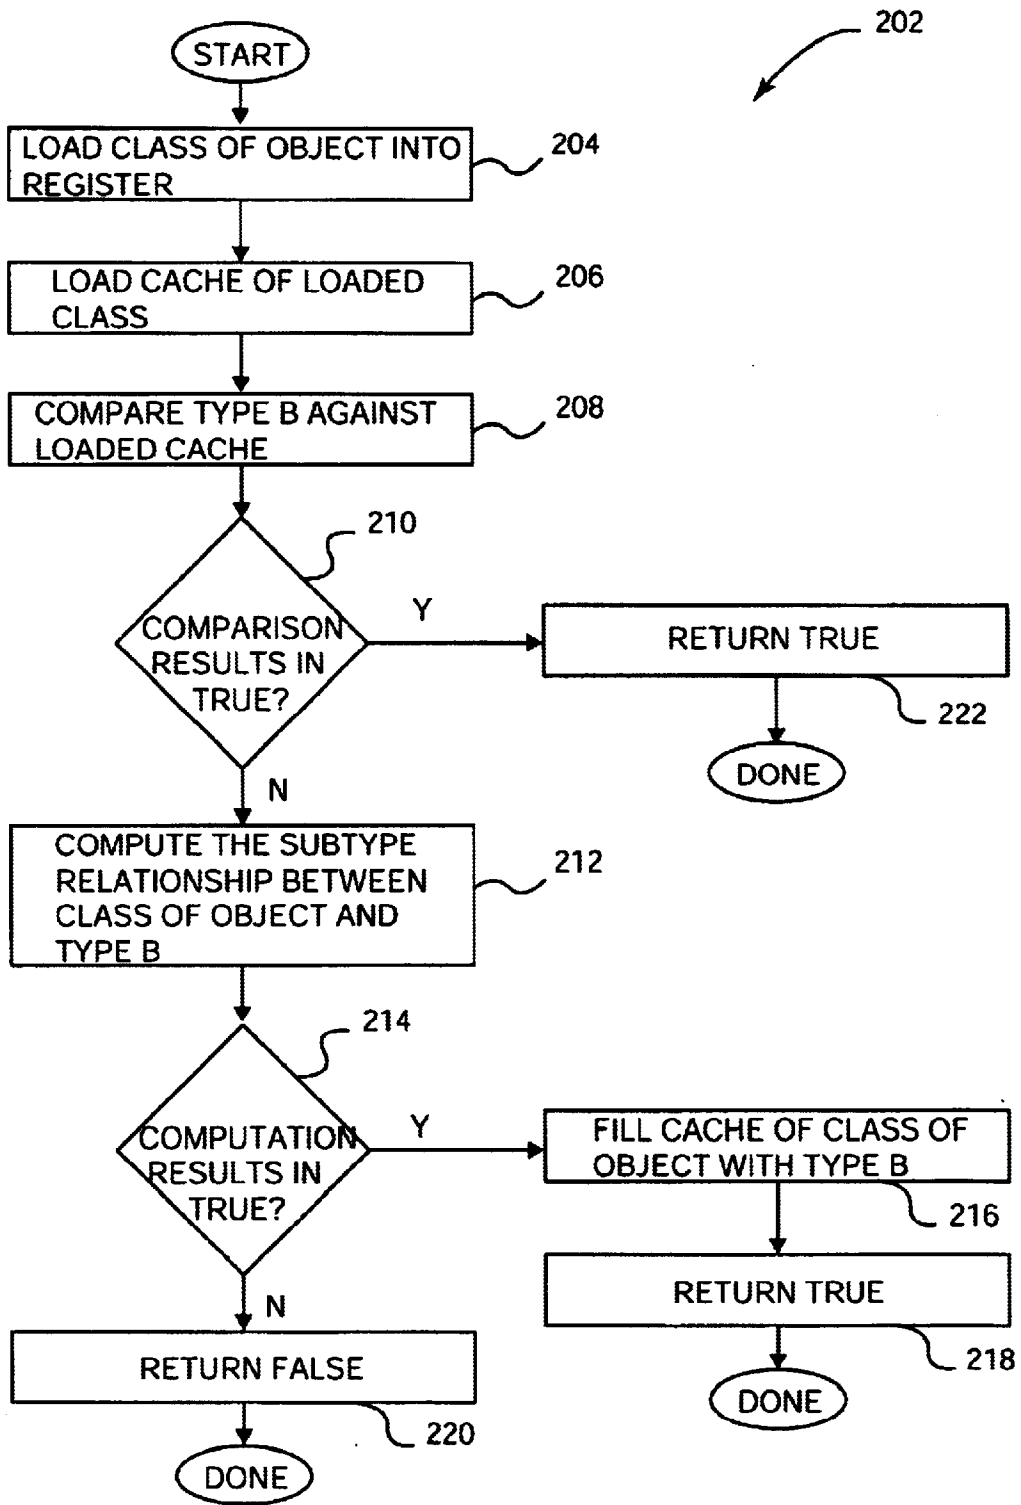 202
START
LOAD CLASS OF OBJECT INTO
REGISTER
204
LOAD CACHE OF LOADED
CLASS
206
COMPARE TYPE B AGAINST
LOADED CACHE
208
210
COMPARISON
RESULTS IN
TRUE?
Y
RETURN TRUE
222
DONE
N
COMPUTE THE SUBTYPE
RELATIONSHIP BETWEEN
CLASS OF OBJECT AND
TYPE B
212
214
COMPUTATION
RESULTS IN
TRUE?
Y
FILL CACHE OF CLASS OF
OBJECT WITH TYPE B
216
RETURN TRUE
218
DONE
N
RETURN FALSE
220
DONE